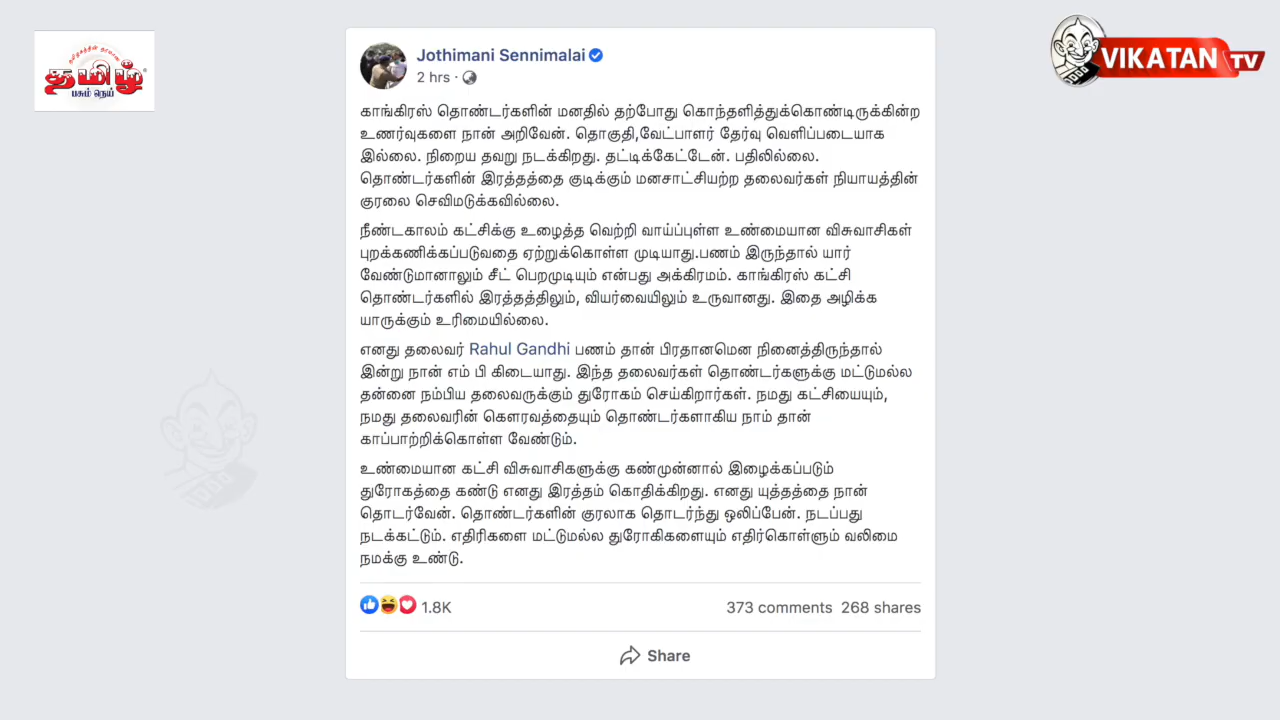 தமிழ்
பசும் நெய்
VIKATAN TV
Jothimani Sennimalai
2 hrs ·
காங்கிரஸ் தொண்டர்களின் மனதில் தற்போது கொந்தளித்துக்கொண்டிருக்கின்ற
உணர்வுகளை நான் அறிவேன். தொகுதி,வேட்பாளர் தேர்வு வெளிப்படையாக
இல்லை. நிறைய தவறு நடக்கிறது. தட்டிக்கேட்டேன். பதிலில்லை.
தொண்டர்களின் இரத்தத்தை குடிக்கும் மனசாட்சியற்ற தலைவர்கள் நியாயத்தின்
குரலை செவிமடுக்கவில்லை.
நீண்டகாலம் கட்சிக்கு உழைத்த வெற்றி வாய்ப்புள்ள உண்மையான விசுவாசிகள்
புறக்கணிக்கப்படுவதை ஏற்றுக்கொள்ள முடியாது.பணம் இருந்தால் யார்
வேண்டுமானாலும் சீட் பெறமுடியும் என்பது அக்கிரமம். காங்கிரஸ் கட்சி
தொண்டர்களில் இரத்தத்திலும், வியர்வையிலும் உருவானது. இதை அழிக்க
யாருக்கும் உரிமையில்லை.
எனது தலைவர் Rahul Gandhi பணம் தான் பிரதானமென நினைத்திருந்தால்
இன்று நான் எம் பி கிடையாது. இந்த தலைவர்கள் தொண்டர்களுக்கு மட்டுமல்ல
தன்னை நம்பிய தலைவருக்கும் துரோகம் செய்கிறார்கள். நமது கட்சியையும்,
நமது தலைவரின் கௌரவத்தையும் தொண்டர்களாகிய நாம் தான்
காப்பாற்றிக்கொள்ள வேண்டும்.
உண்மையான கட்சி விசுவாசிகளுக்கு கண்முன்னால் இழைக்கப்படும்
துரோகத்தை கண்டு எனது இரத்தம் கொதிக்கிறது. எனது யுத்தத்தை நான்
தொடர்வேன். தொண்டர்களின் குரலாக தொடர்ந்து ஒலிப்பேன். நடப்பது
நடக்கட்டும். எதிரிகளை மட்டுமல்ல துரோகிகளையும் எதிர்கொள்ளும் வலிமை
நமக்கு உண்டு.
1.8K
373 comments 268 shares
Share